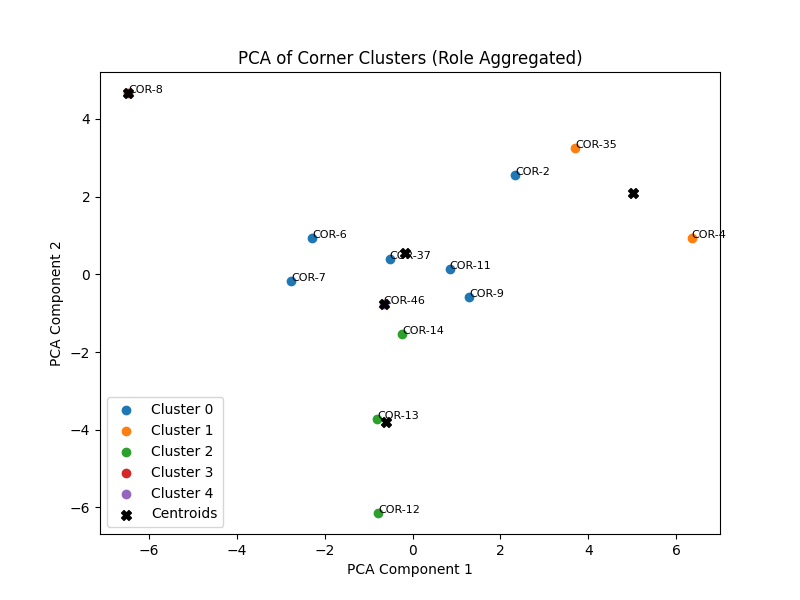 PCA of Corner Clusters (Role Aggregated)
COR-8
COR-35
COR-2
COR-4
COR-6
COR-37
COR-11
COR-7
COR-9
COR-46
COR-14
COR-13
COR-12
4
2
0
−2
−4
−6
PCA Component 2
Cluster 0
Cluster 1
Cluster 2
Cluster 3
Cluster 4
Centroids
−6
−4
−2
0
2
4
6
PCA Component 1